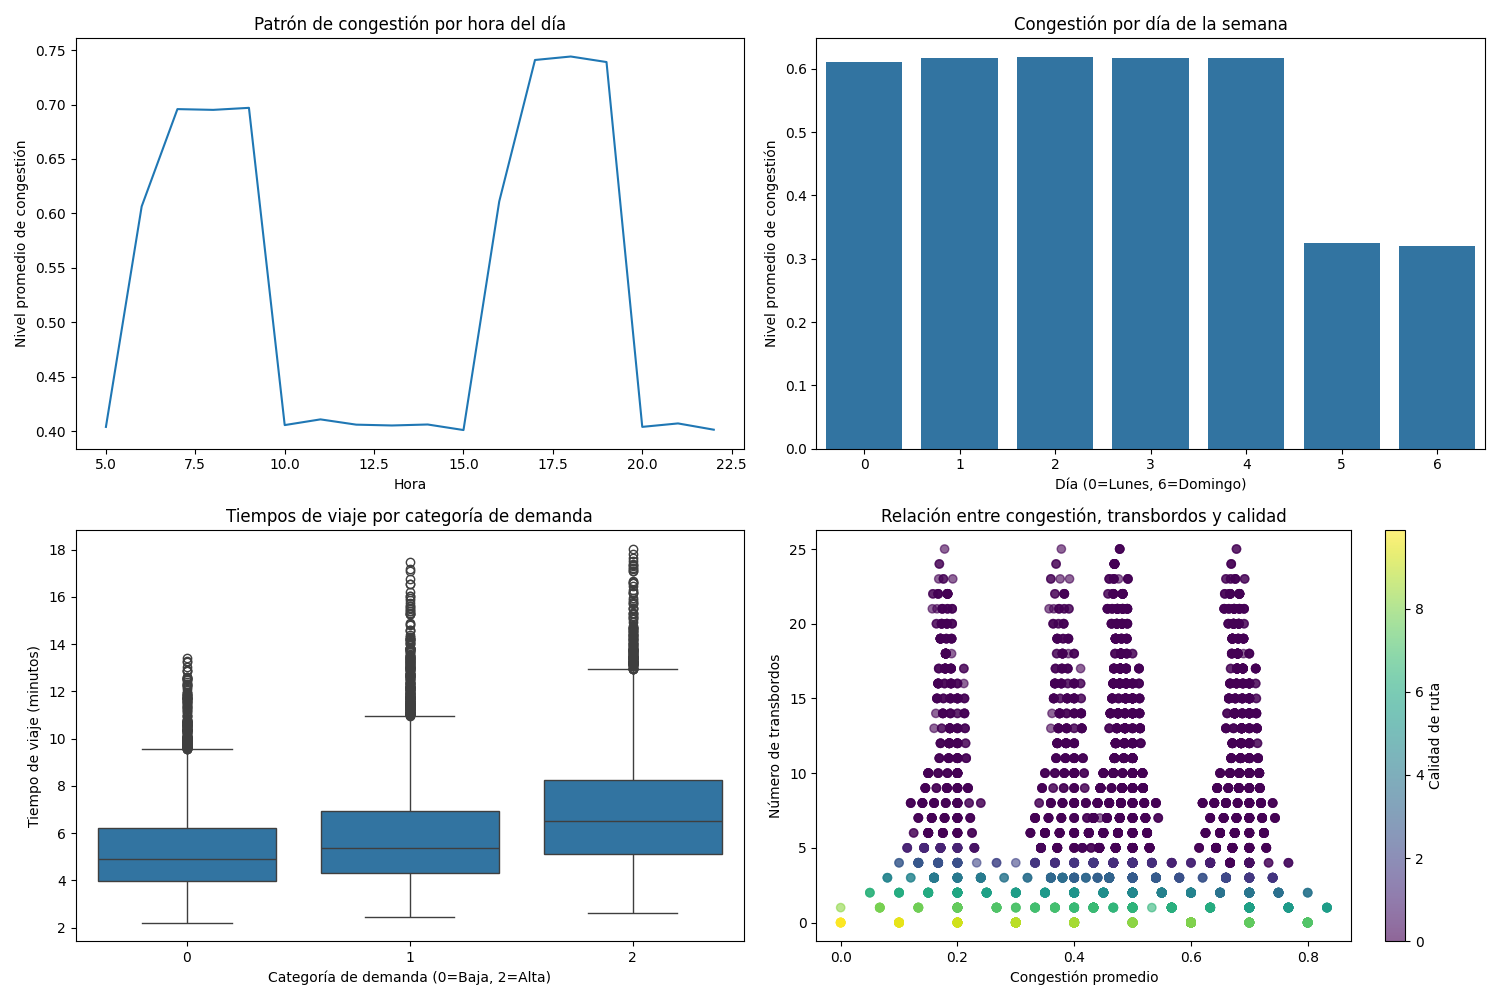 Patrón de congestión por hora del día
Nivel promedio de congestión
0.75
0.70
0.65
0.60
0.55
0.50
0.45
0.40
5.0 7.5 10.0 12.5 15.0 17.5 20.0 22.5
Hora
Congestión por día de la semana
Nivel promedio de congestión
0.6
0.5
0.4
0.3
0.2
0.1
0.0
0 1 2 3 4 5 6
Día (0=Lunes, 6=Domingo)
Tiempos de viaje por categoría de demanda
Tiempo de viaje (minutos)
18
16
14
12
10
8
6
4
2
0 1 2
Categoría de demanda (0=Baja, 2=Alta)
Relación entre congestión, transbordos y calidad
Número de transbordos
25
20
15
10
5
0
0.0 0.2 0.4 0.6 0.8
Congestión promedio
8
6
4
2
0
Calidad de ruta